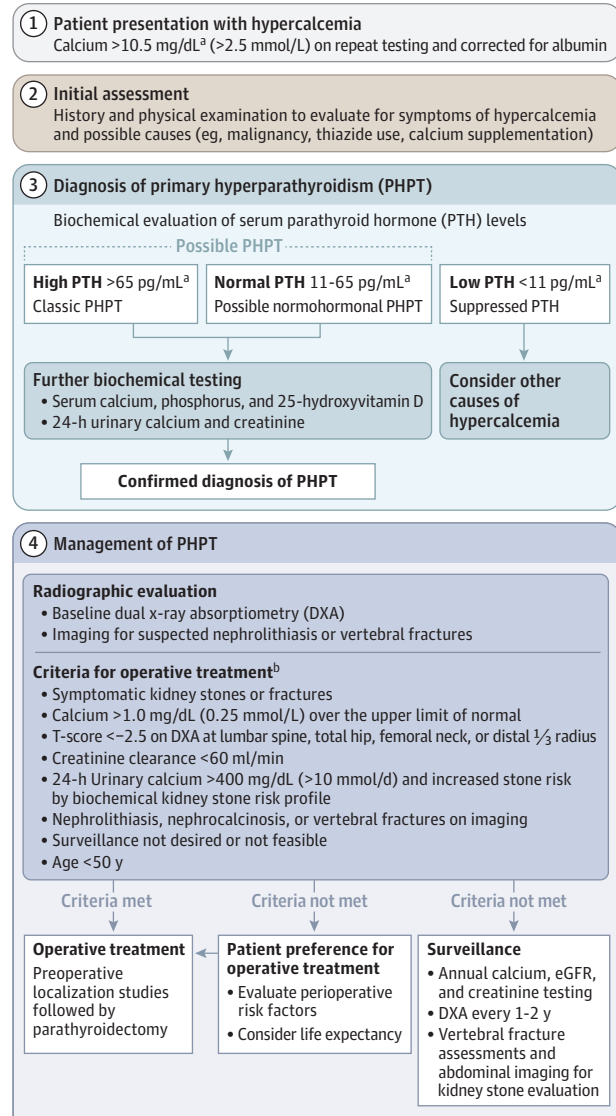 1 Patient presentation with hypercalcemia
Calcium >10.5 mg/dLa (>2.5 mmol/L) on repeat testing and corrected for albumin
2 Initial assessment
History and physical examination to evaluate for symptoms of hypercalcemia
and possible causes (eg, malignancy, thiazide use, calcium supplementation)
3 Diagnosis of primary hyperparathyroidism (PHPT)
Biochemical evaluation of serum parathyroid hormone (PTH) levels
Possible PHPT
High PTH >65 pg/mLa
Classic PHPT
Normal PTH 11-65 pg/mLa
Possible normohormonal PHPT
Low PTH <11 pg/mLa
Suppressed PTH
Further biochemical testing
• Serum calcium, phosphorus, and 25-hydroxyvitamin D
• 24-h urinary calcium and creatinine
Consider other
causes of
hypercalcemia
Confirmed diagnosis of PHPT
4 Management of PHPT
Radiographic evaluation
• Baseline dual x-ray absorptiometry (DXA)
• Imaging for suspected nephrolithiasis or vertebral fractures
Criteria for operative treatmentb
• Symptomatic kidney stones or fractures
• Calcium >1.0 mg/dL (0.25 mmol/L) over the upper limit of normal
• T-score <−2.5 on DXA at lumbar spine, total hip, femoral neck, or distal 1/3 radius
• Creatinine clearance <60 ml/min
• 24-h Urinary calcium >400 mg/dL (>10 mmol/d) and increased stone risk
by biochemical kidney stone risk profile
• Nephrolithiasis, nephrocalcinosis, or vertebral fractures on imaging
• Surveillance not desired or not feasible
• Age <50 y
Criteria met
Criteria not met
Criteria not met
Operative treatment
Preoperative
localization studies
followed by
parathyroidectomy
Patient preference for
operative treatment
• Evaluate perioperative
risk factors
• Consider life expectancy
Surveillance
• Annual calcium, eGFR,
and creatinine testing
• DXA every 1-2 y
• Vertebral fracture
assessments and
abdominal imaging for
kidney stone evaluation